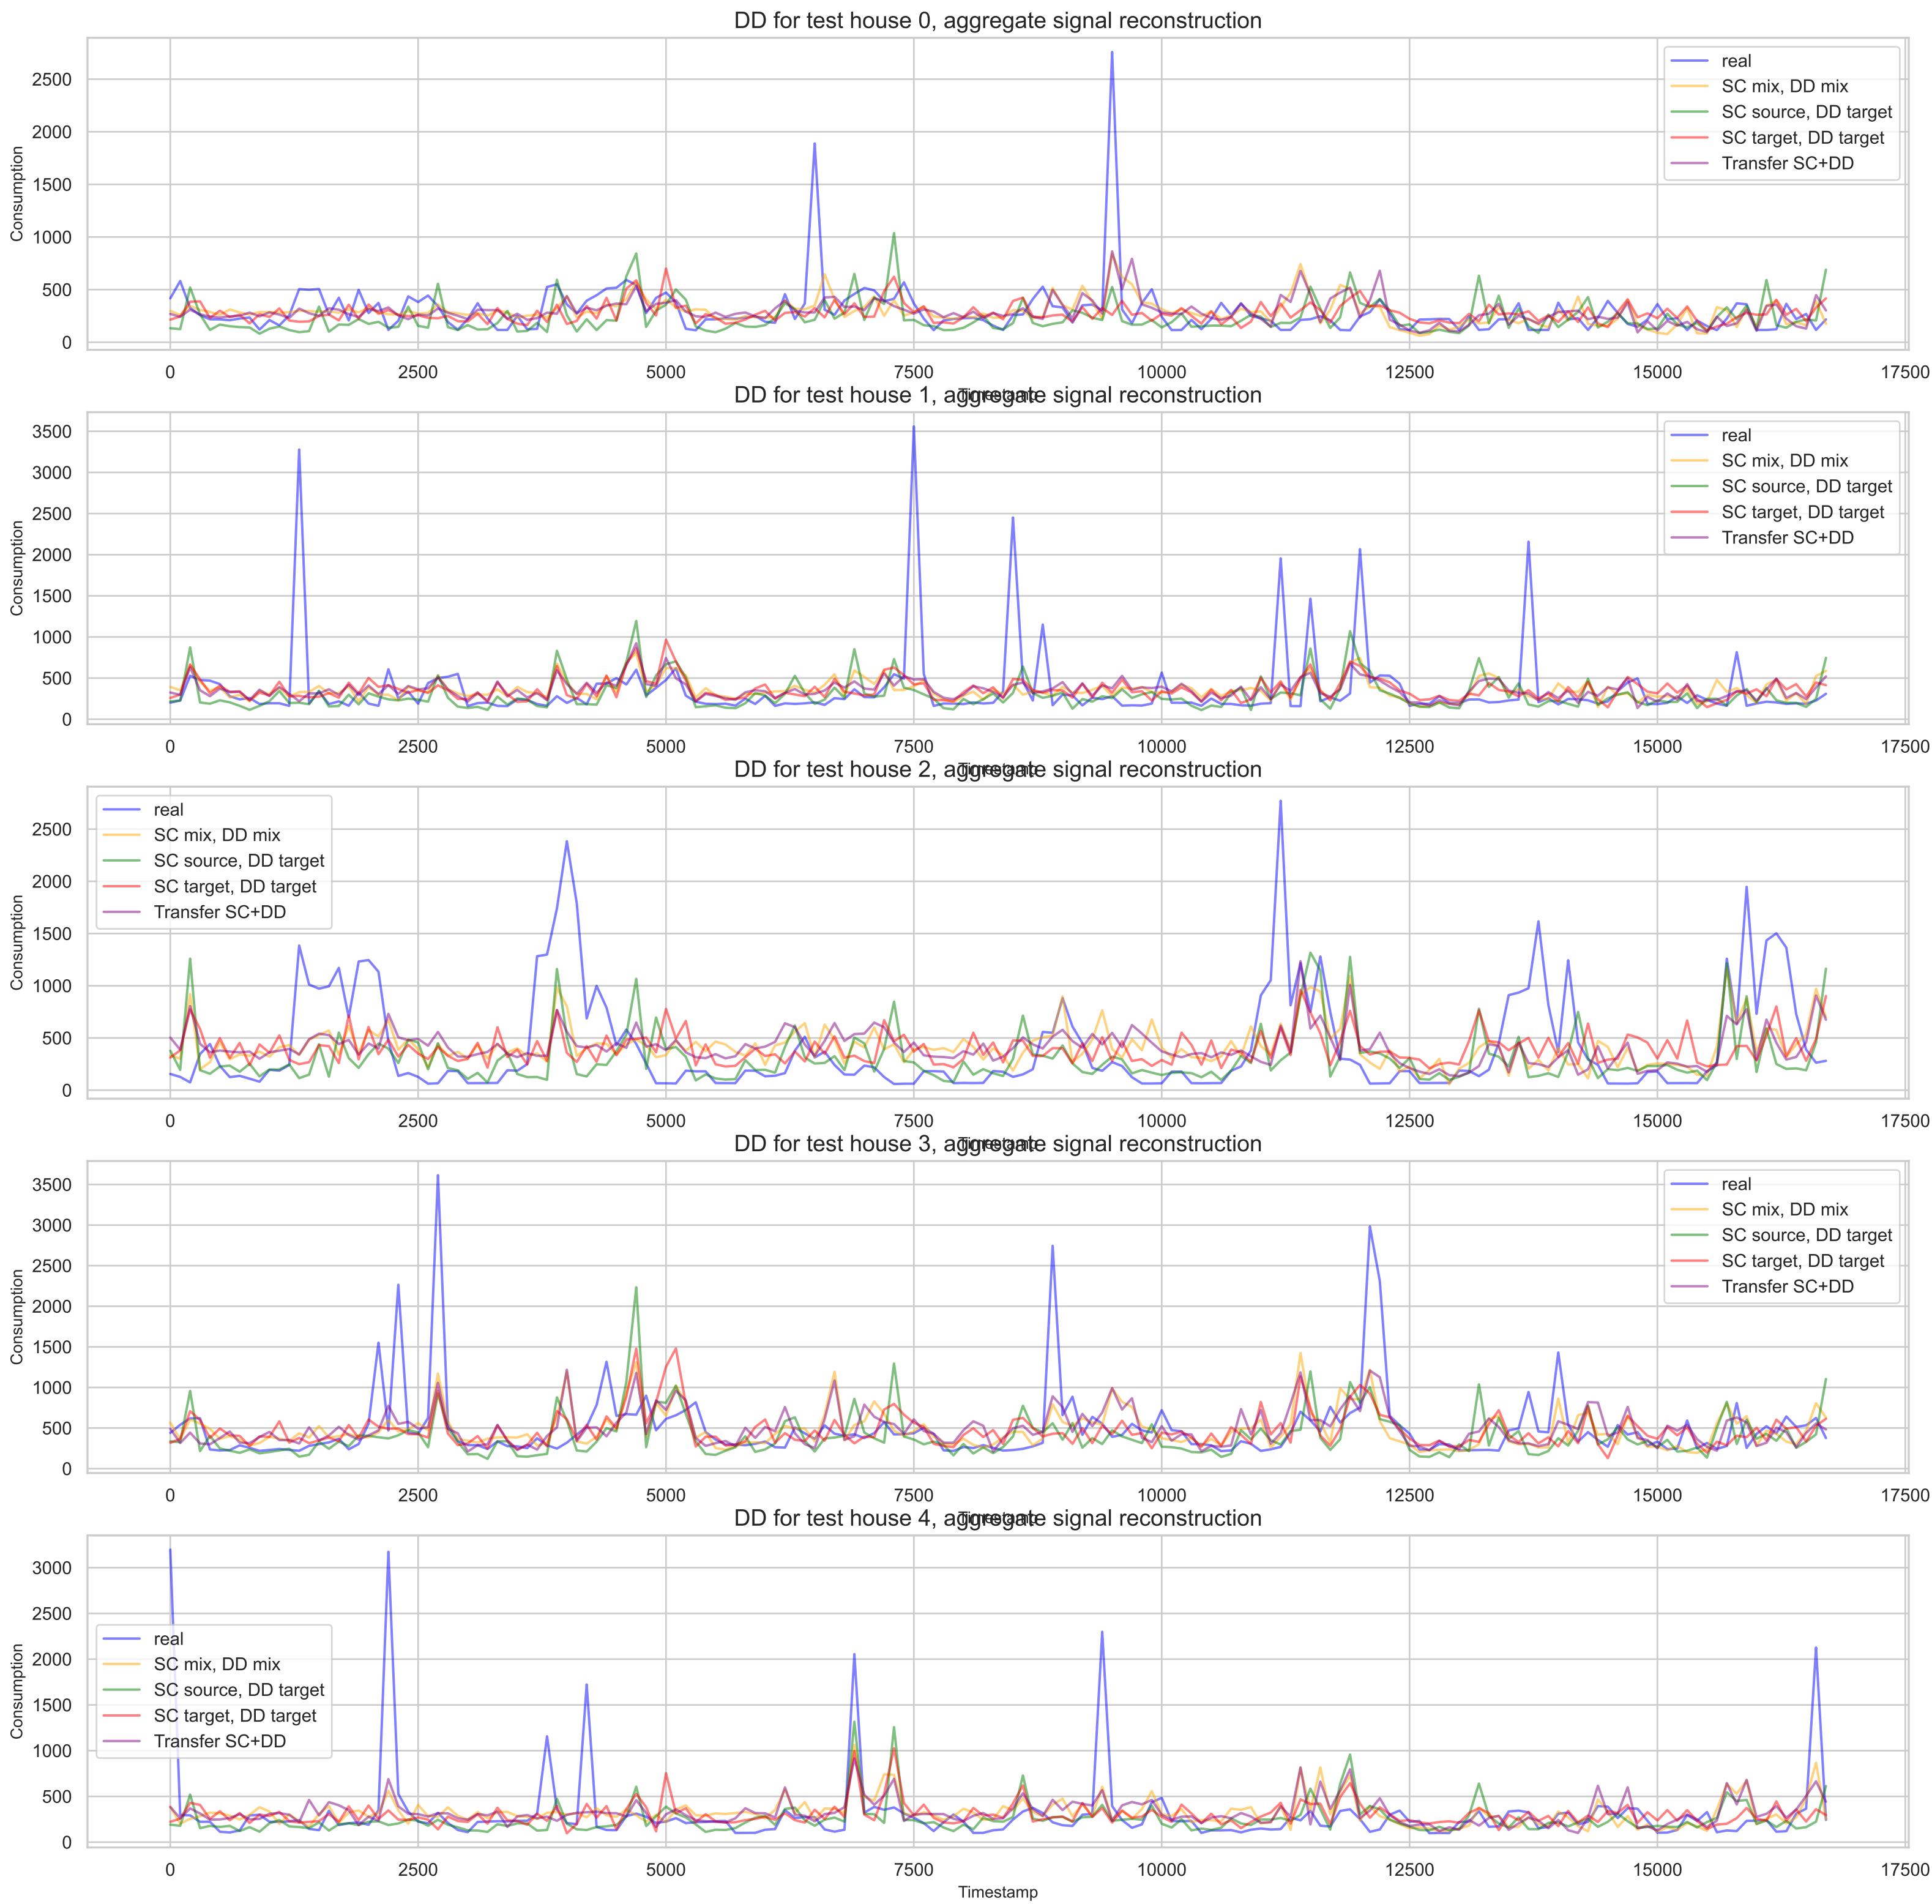 DD for test house 0, aggregate signal reconstruction
Consumption
2500
2000
1500
1000
500
0
real
SC mix, DD mix
SC source, DD target
SC target, DD target
Transfer SC+DD
0 2500 5000 7500 10000 12500 15000 17500
Timestamp
DD for test house 1, aggregate signal reconstruction
Consumption
3500
3000
2500
2000
1500
1000
500
0
real
SC mix, DD mix
SC source, DD target
SC target, DD target
Transfer SC+DD
0 2500 5000 7500 10000 12500 15000 17500
Timestamp
DD for test house 2, aggregate signal reconstruction
Consumption
2500
2000
1500
1000
500
0
real
SC mix, DD mix
SC source, DD target
SC target, DD target
Transfer SC+DD
0 2500 5000 7500 10000 12500 15000 17500
Timestamp
DD for test house 3, aggregate signal reconstruction
Consumption
3500
3000
2500
2000
1500
1000
500
0
real
SC mix, DD mix
SC source, DD target
SC target, DD target
Transfer SC+DD
0 2500 5000 7500 10000 12500 15000 17500
Timestamp
DD for test house 4, aggregate signal reconstruction
Consumption
3000
2500
2000
1500
1000
500
0
real
SC mix, DD mix
SC source, DD target
SC target, DD target
Transfer SC+DD
0 2500 5000 7500 10000 12500 15000 17500
Timestamp